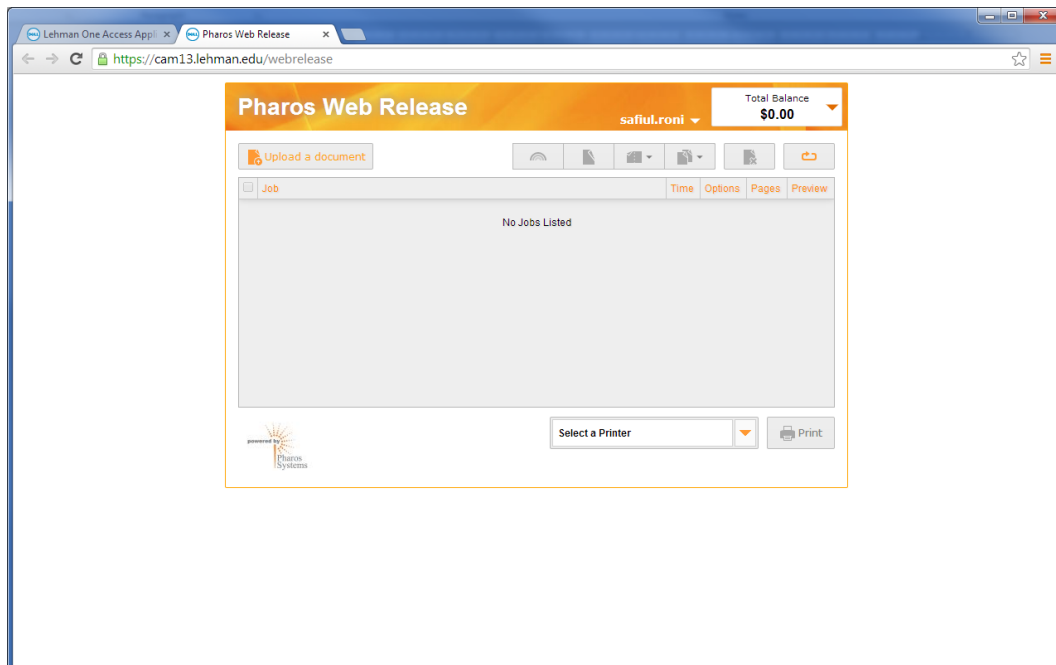 Lehman One Access Appli
Pharos Web Release
https://cam13.lehman.edu/webrelease
Pharos Web Release
safiul.roni
Total Balance
$0.00
Upload a document
Job Time Options Pages Preview
No Jobs Listed
powered by
Pharos
Systems
Select a Printer
Print